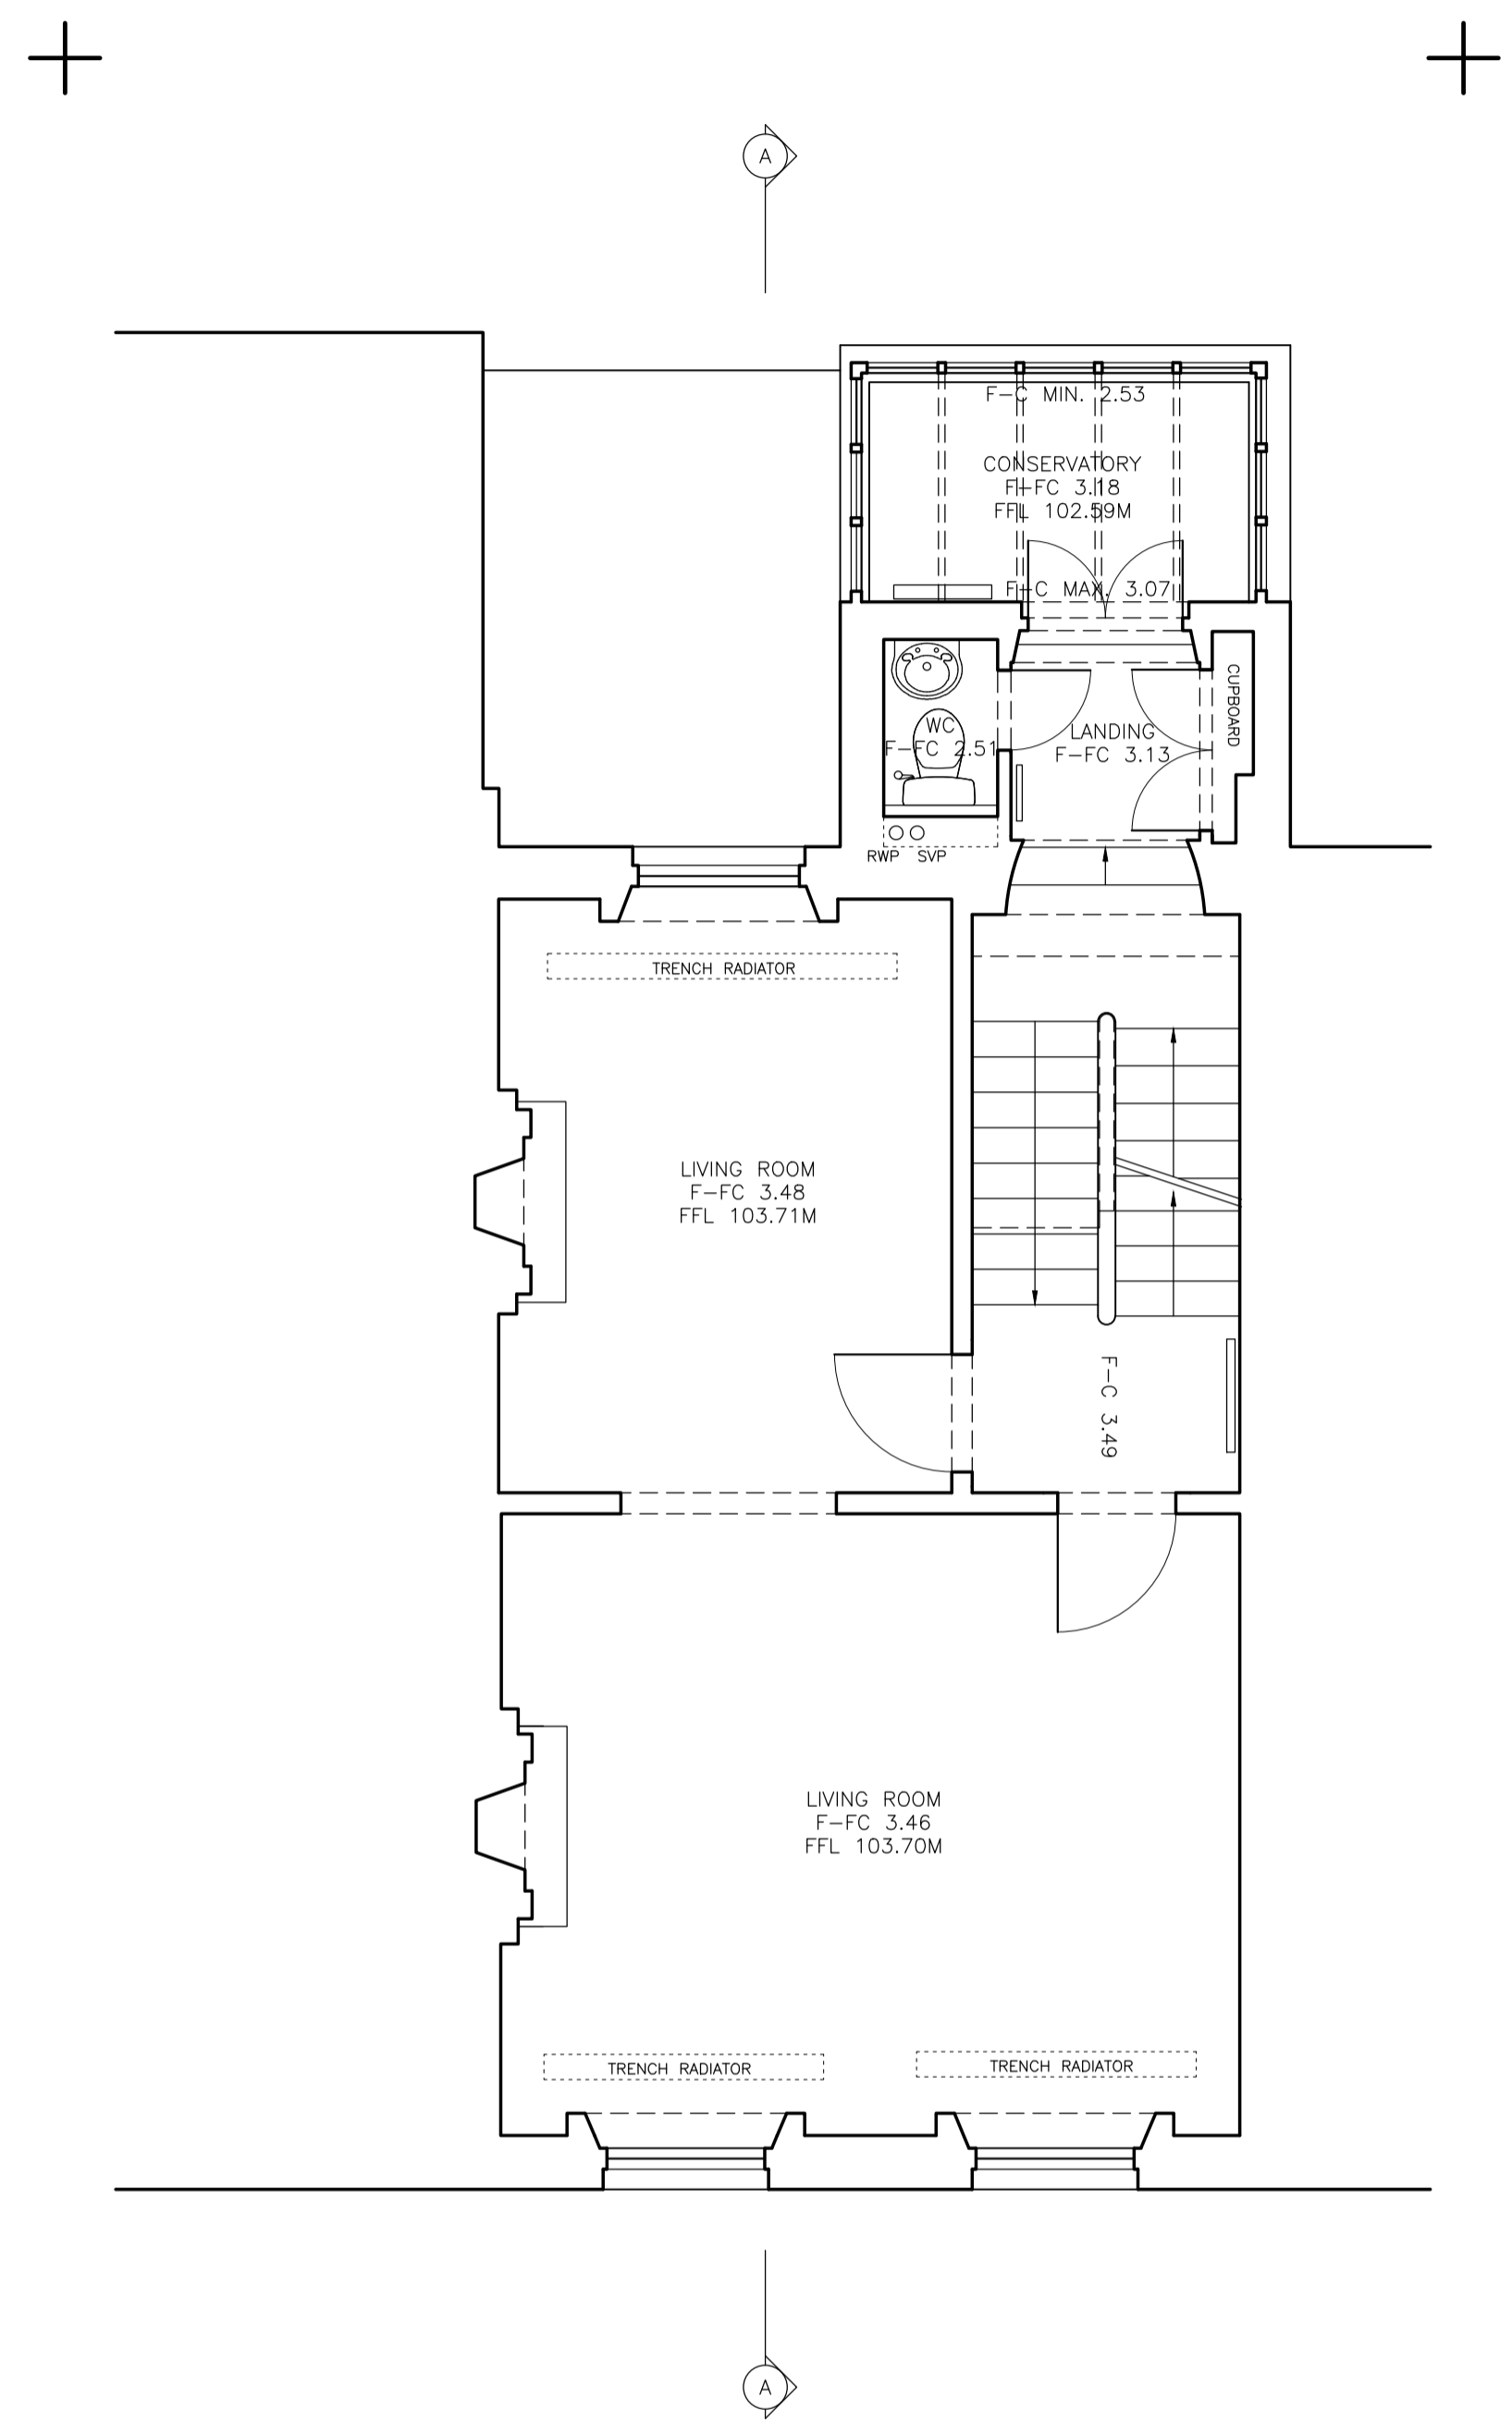 A
F-C MIN. 2.53
CONSERVATORY
F-FC 3.18
FFL 102.59M
F-C MAX. 3.07
CUPBOARD
WC
F-FC 2.51
LANDING
F-FC 3.13
RWP SVP
TRENCH RADIATOR
LIVING ROOM
F-FC 3.48
FFL 103.71M
F-C 3.49
LIVING ROOM
F-FC 3.46
FFL 103.70M
TRENCH RADIATOR
TRENCH RADIATOR
A